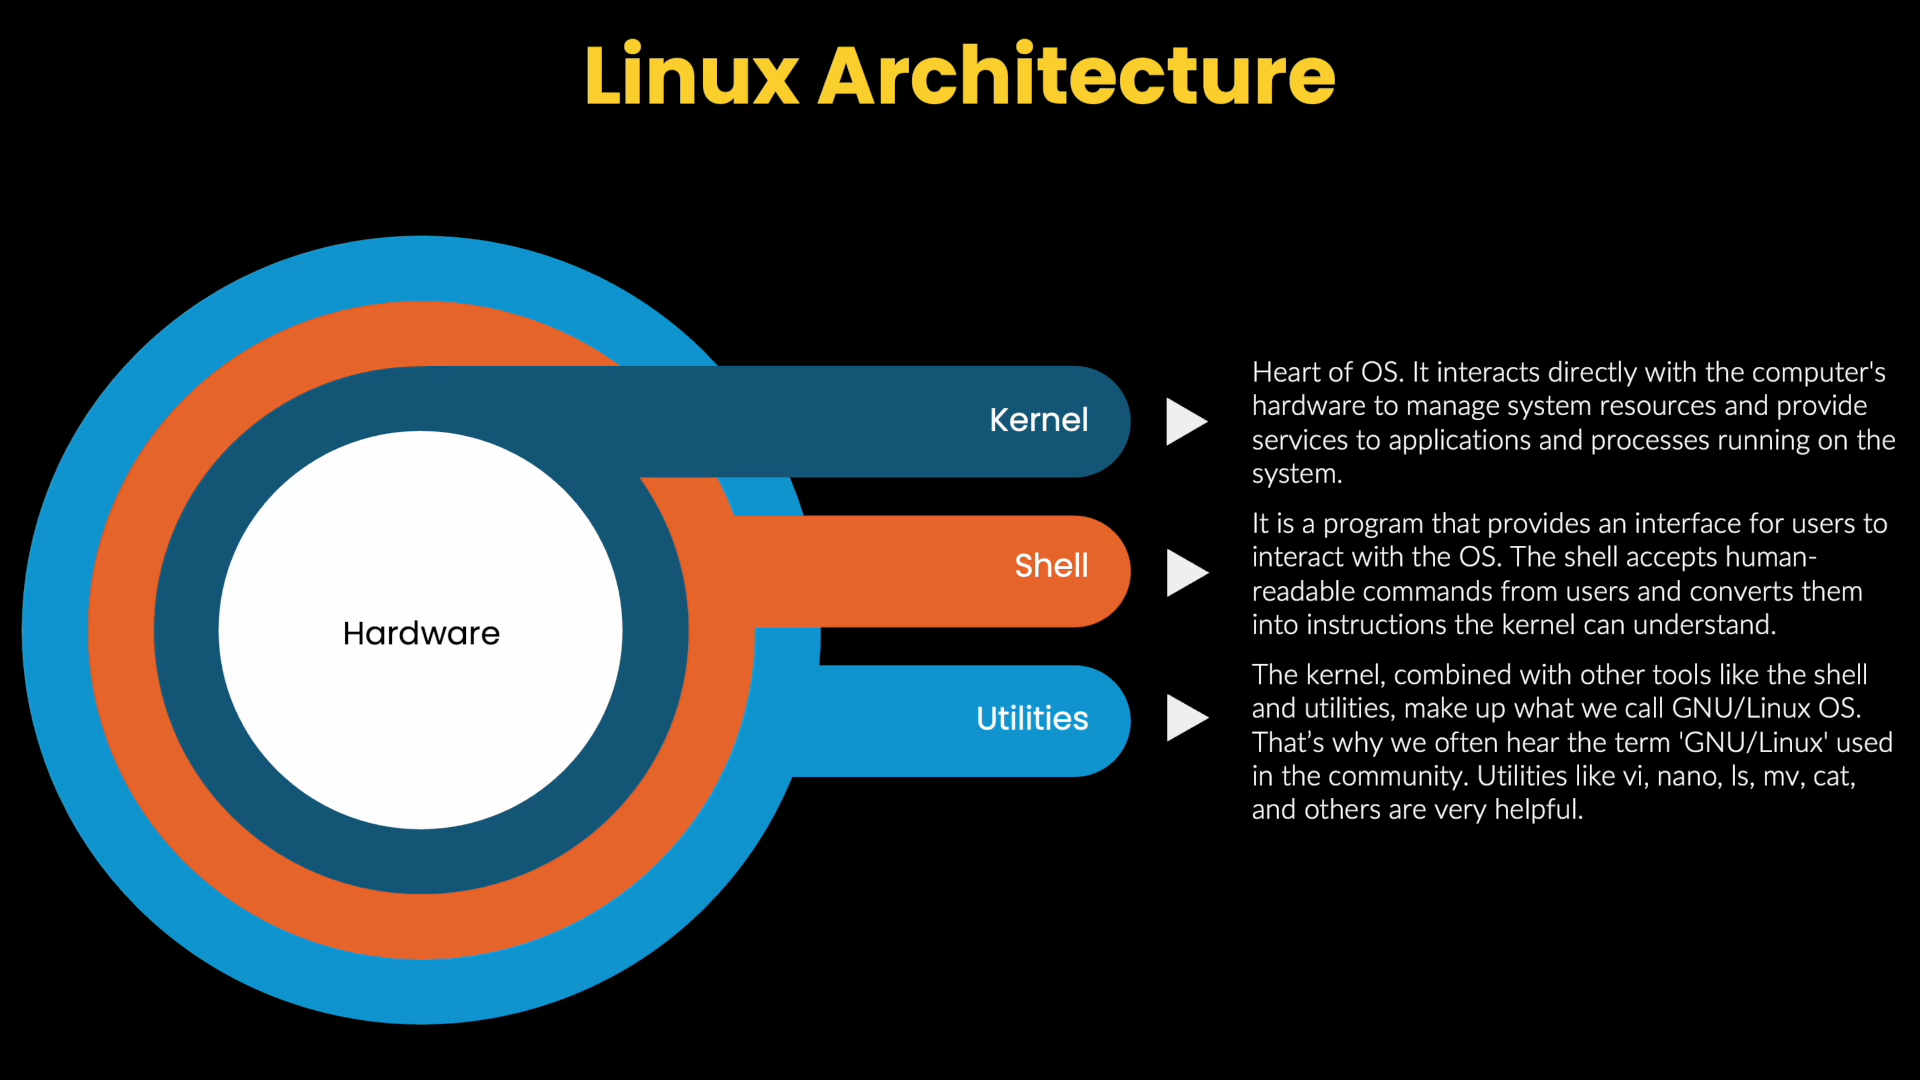 Linux Architecture
Kernel
Heart of OS. It interacts directly with the computer's
hardware to manage system resources and provide
services to applications and processes running on the
system.
Shell
It is a program that provides an interface for users to
interact with the OS. The shell accepts human-
readable commands from users and converts them
into instructions the kernel can understand.
Hardware
Utilities
The kernel, combined with other tools like the shell
and utilities, make up what we call GNU/Linux OS.
That’s why we often hear the term 'GNU/Linux' used
in the community. Utilities like vi, nano, ls, mv, cat,
and others are very helpful.